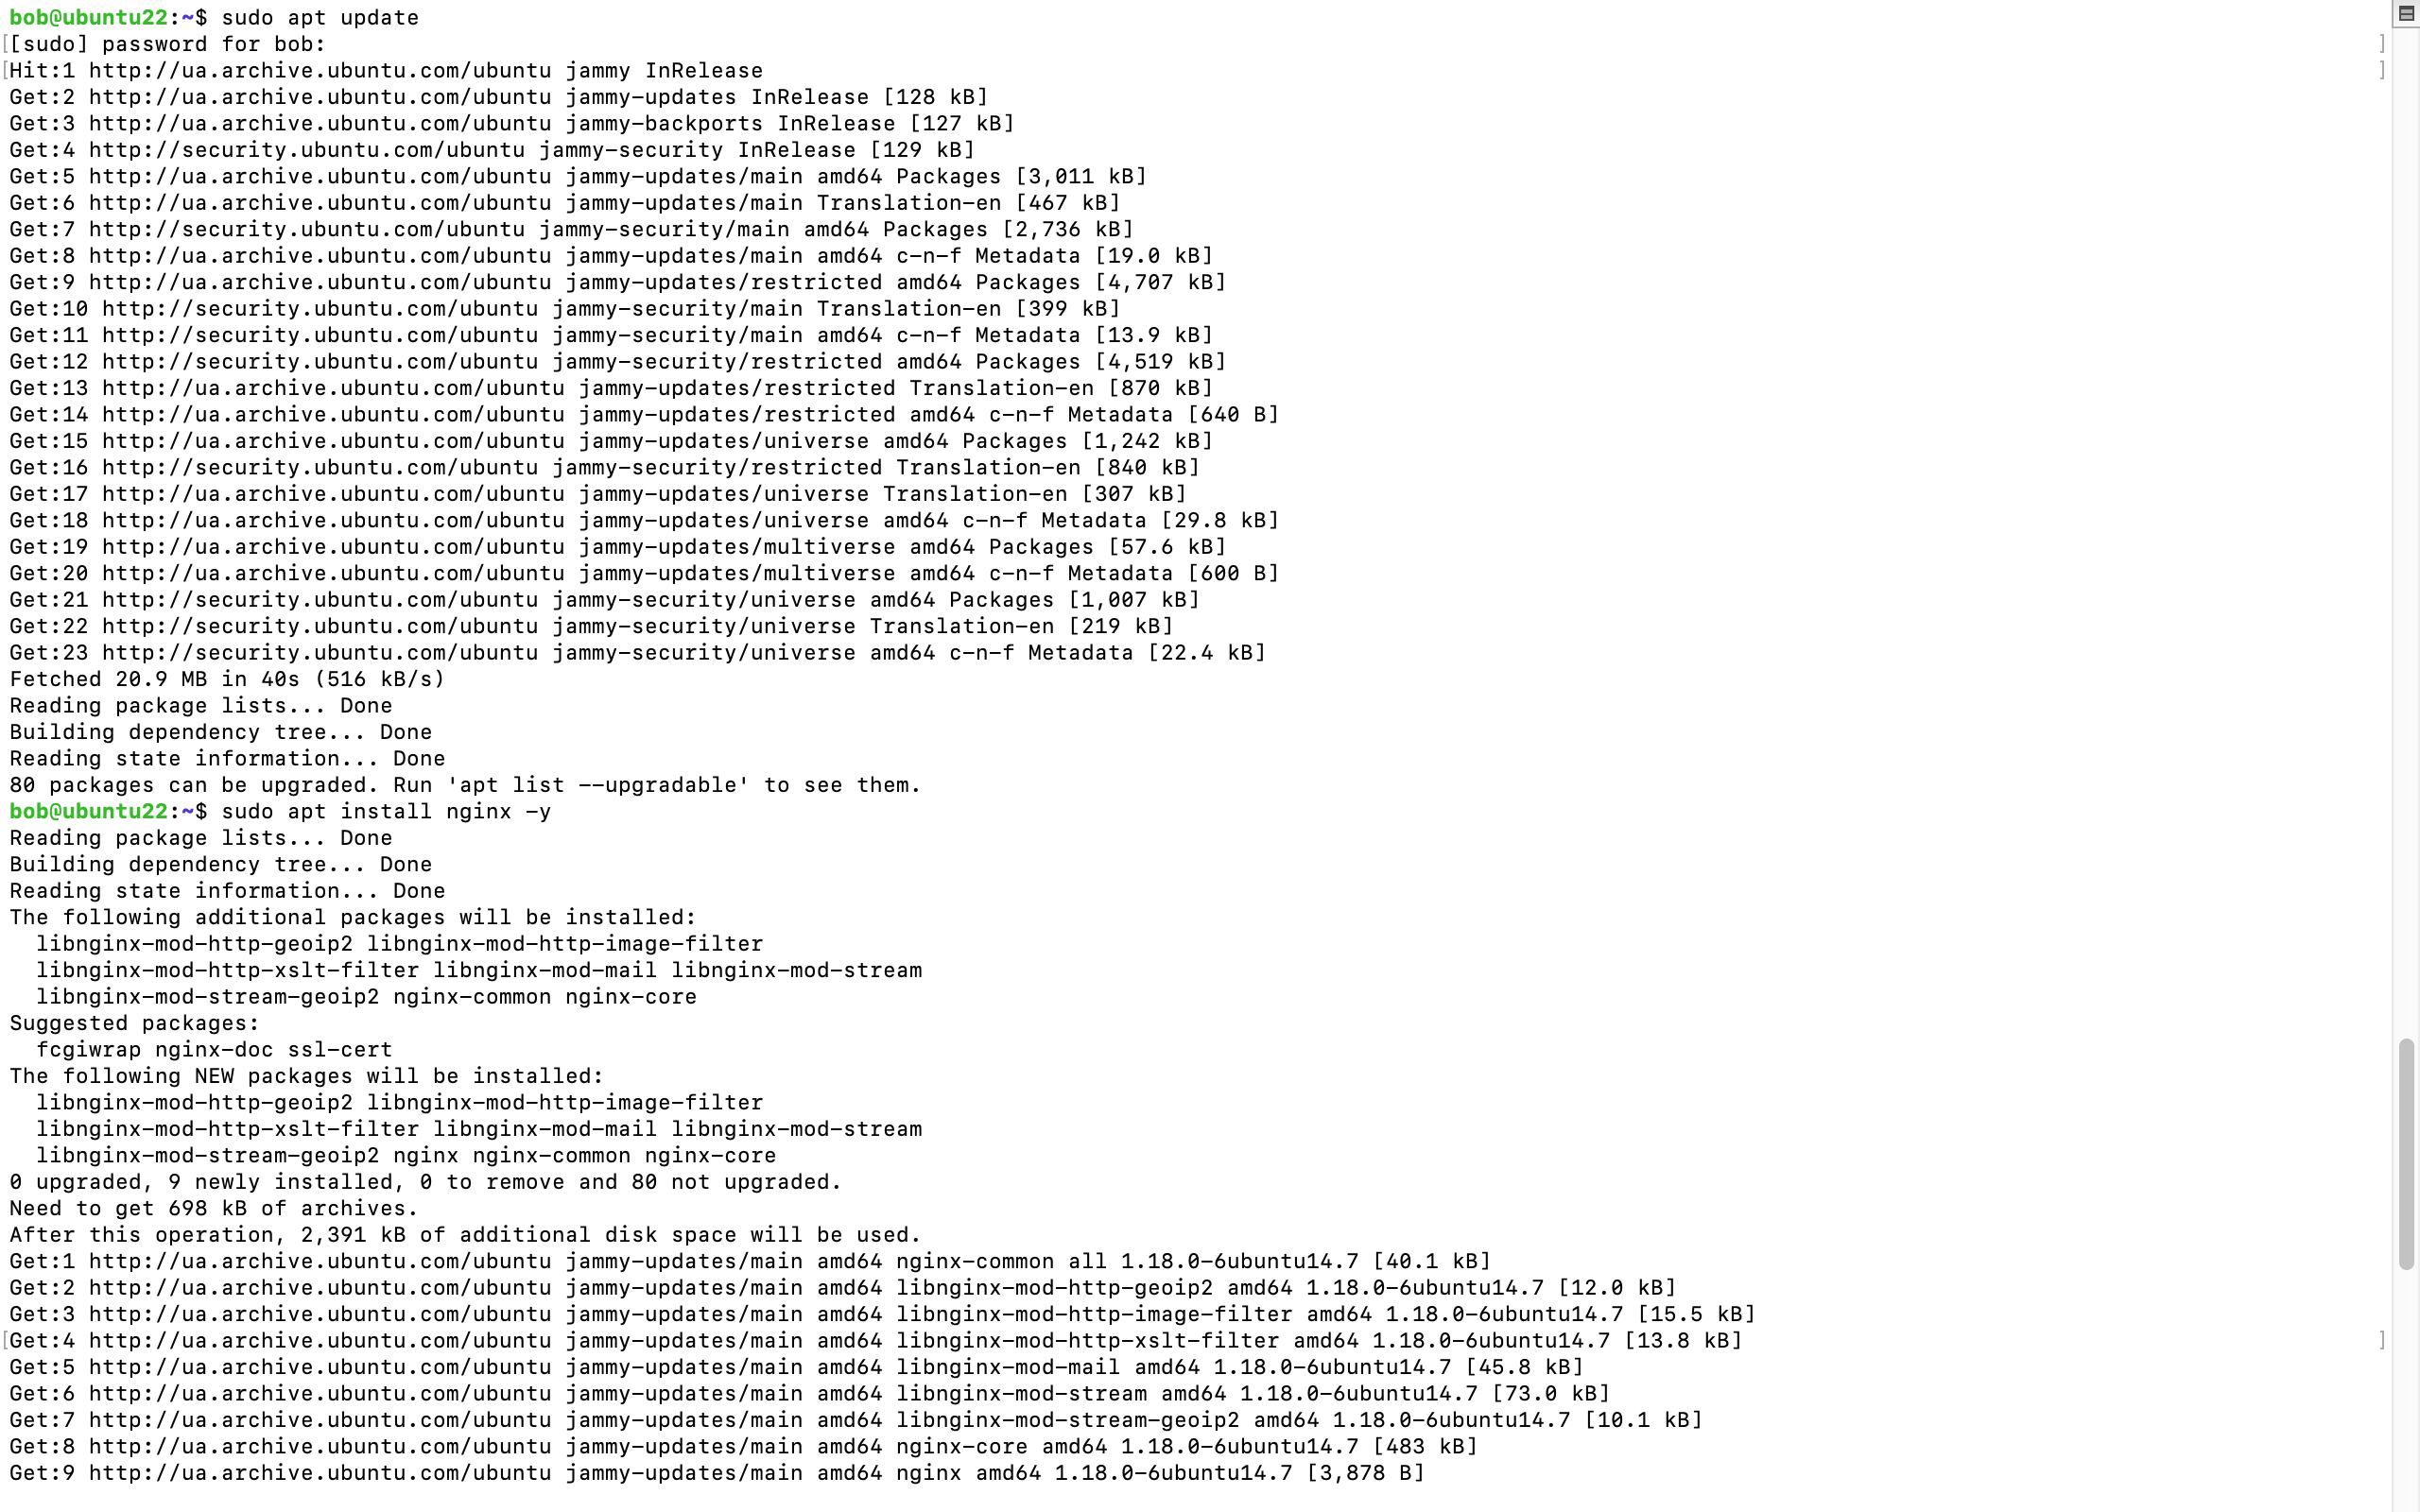 bob@ubuntu22:~$ sudo apt update
[[sudo] password for bob: ]
[Hit:1 http://ua.archive.ubuntu.com/ubuntu jammy InRelease ]
Get:2 http://ua.archive.ubuntu.com/ubuntu jammy-updates InRelease [128 kB]
Get:3 http://ua.archive.ubuntu.com/ubuntu jammy-backports InRelease [127 kB]
Get:4 http://security.ubuntu.com/ubuntu jammy-security InRelease [129 kB]
Get:5 http://ua.archive.ubuntu.com/ubuntu jammy-updates/main amd64 Packages [3,011 kB]
Get:6 http://ua.archive.ubuntu.com/ubuntu jammy-updates/main Translation-en [467 kB]
Get:7 http://security.ubuntu.com/ubuntu jammy-security/main amd64 Packages [2,736 kB]
Get:8 http://ua.archive.ubuntu.com/ubuntu jammy-updates/main amd64 c-n-f Metadata [19.0 kB]
Get:9 http://ua.archive.ubuntu.com/ubuntu jammy-updates/restricted amd64 Packages [4,707 kB]
Get:10 http://security.ubuntu.com/ubuntu jammy-security/main Translation-en [399 kB]
Get:11 http://security.ubuntu.com/ubuntu jammy-security/main amd64 c-n-f Metadata [13.9 kB]
Get:12 http://security.ubuntu.com/ubuntu jammy-security/restricted amd64 Packages [4,519 kB]
Get:13 http://ua.archive.ubuntu.com/ubuntu jammy-updates/restricted Translation-en [870 kB]
Get:14 http://ua.archive.ubuntu.com/ubuntu jammy-updates/restricted amd64 c-n-f Metadata [640 B]
Get:15 http://ua.archive.ubuntu.com/ubuntu jammy-updates/universe amd64 Packages [1,242 kB]
Get:16 http://security.ubuntu.com/ubuntu jammy-security/restricted Translation-en [840 kB]
Get:17 http://ua.archive.ubuntu.com/ubuntu jammy-updates/universe Translation-en [307 kB]
Get:18 http://ua.archive.ubuntu.com/ubuntu jammy-updates/universe amd64 c-n-f Metadata [29.8 kB]
Get:19 http://ua.archive.ubuntu.com/ubuntu jammy-updates/multiverse amd64 Packages [57.6 kB]
Get:20 http://ua.archive.ubuntu.com/ubuntu jammy-updates/multiverse amd64 c-n-f Metadata [600 B]
Get:21 http://security.ubuntu.com/ubuntu jammy-security/universe amd64 Packages [1,007 kB]
Get:22 http://security.ubuntu.com/ubuntu jammy-security/universe Translation-en [219 kB]
Get:23 http://security.ubuntu.com/ubuntu jammy-security/universe amd64 c-n-f Metadata [22.4 kB]
Fetched 20.9 MB in 40s (516 kB/s)
Reading package lists... Done
Building dependency tree... Done
Reading state information... Done
80 packages can be upgraded. Run 'apt list --upgradable' to see them.
bob@ubuntu22:~$ sudo apt install nginx -y
Reading package lists... Done
Building dependency tree... Done
Reading state information... Done
The following additional packages will be installed:
  libnginx-mod-http-geoip2 libnginx-mod-http-image-filter
  libnginx-mod-http-xslt-filter libnginx-mod-mail libnginx-mod-stream
  libnginx-mod-stream-geoip2 nginx-common nginx-core
Suggested packages:
  fcgiwrap nginx-doc ssl-cert
The following NEW packages will be installed:
  libnginx-mod-http-geoip2 libnginx-mod-http-image-filter
  libnginx-mod-http-xslt-filter libnginx-mod-mail libnginx-mod-stream
  libnginx-mod-stream-geoip2 nginx nginx-common nginx-core
0 upgraded, 9 newly installed, 0 to remove and 80 not upgraded.
Need to get 698 kB of archives.
After this operation, 2,391 kB of additional disk space will be used.
Get:1 http://ua.archive.ubuntu.com/ubuntu jammy-updates/main amd64 nginx-common all 1.18.0-6ubuntu14.7 [40.1 kB]
Get:2 http://ua.archive.ubuntu.com/ubuntu jammy-updates/main amd64 libnginx-mod-http-geoip2 amd64 1.18.0-6ubuntu14.7 [12.0 kB]
Get:3 http://ua.archive.ubuntu.com/ubuntu jammy-updates/main amd64 libnginx-mod-http-image-filter amd64 1.18.0-6ubuntu14.7 [15.5 kB]
[Get:4 http://ua.archive.ubuntu.com/ubuntu jammy-updates/main amd64 libnginx-mod-http-xslt-filter amd64 1.18.0-6ubuntu14.7 [13.8 kB] ]
Get:5 http://ua.archive.ubuntu.com/ubuntu jammy-updates/main amd64 libnginx-mod-mail amd64 1.18.0-6ubuntu14.7 [45.8 kB]
Get:6 http://ua.archive.ubuntu.com/ubuntu jammy-updates/main amd64 libnginx-mod-stream amd64 1.18.0-6ubuntu14.7 [73.0 kB]
Get:7 http://ua.archive.ubuntu.com/ubuntu jammy-updates/main amd64 libnginx-mod-stream-geoip2 amd64 1.18.0-6ubuntu14.7 [10.1 kB]
Get:8 http://ua.archive.ubuntu.com/ubuntu jammy-updates/main amd64 nginx-core amd64 1.18.0-6ubuntu14.7 [483 kB]
Get:9 http://ua.archive.ubuntu.com/ubuntu jammy-updates/main amd64 nginx amd64 1.18.0-6ubuntu14.7 [3,878 B]